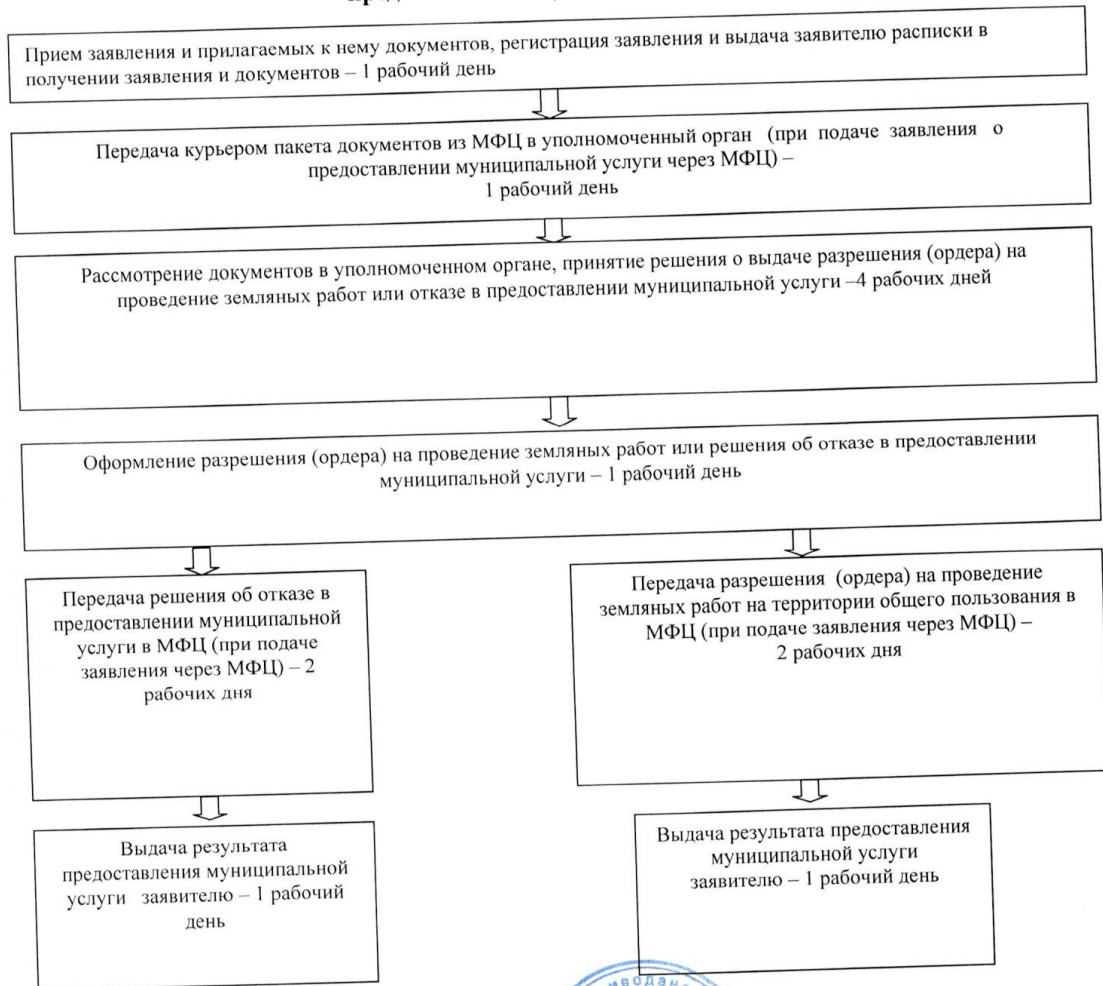 Прием заявления и прилагаемых к нему документов, регистрация заявления и выдача заявителю расписки в
получении заявления и документов – 1 рабочий день
Передача курьером пакета документов из МФЦ в уполномоченный орган (при подаче заявления о
предоставлении муниципальной услуги через МФЦ) –
1 рабочий день
Рассмотрение документов в уполномоченном органе, принятие решения о выдаче разрешения (ордера) на
проведение земляных работ или отказе в предоставлении муниципальной услуги –4 рабочих дней
Оформление разрешения (ордера) на проведение земляных работ или решения об отказе в предоставлении
муниципальной услуги – 1 рабочий день
Передача решения об отказе в
предоставлении муниципальной
услуги в МФЦ (при подаче
заявления через МФЦ) – 2
рабочих дня
Передача разрешения (ордера) на проведение
земляных работ на территории общего пользования в
МФЦ (при подаче заявления через МФЦ) –
2 рабочих дня
Выдача результата
предоставления муниципальной
услуги заявителю – 1 рабочий
день
Выдача результата предоставления
муниципальной услуги
заявителю – 1 рабочий день